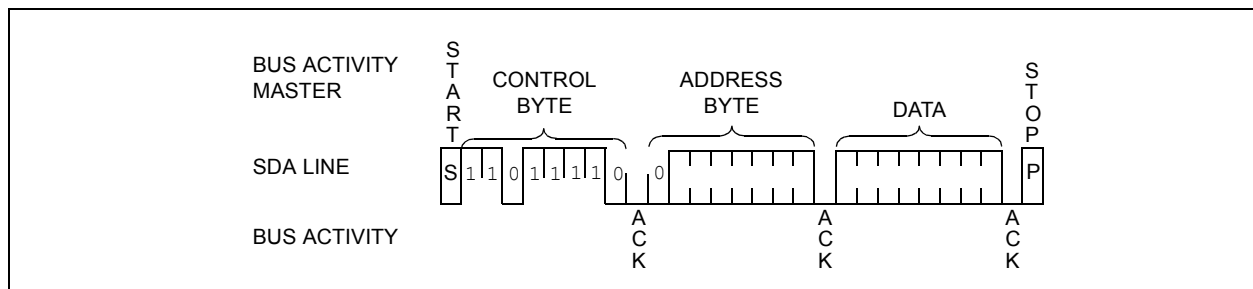 BUS ACTIVITY
MASTER
START
CONTROL
BYTE
ADDRESS
BYTE
DATA
STOP
SDA LINE
S 1 1 0 1 1 1 1 0 0 P
BUS ACTIVITY
ACK
ACK
ACK